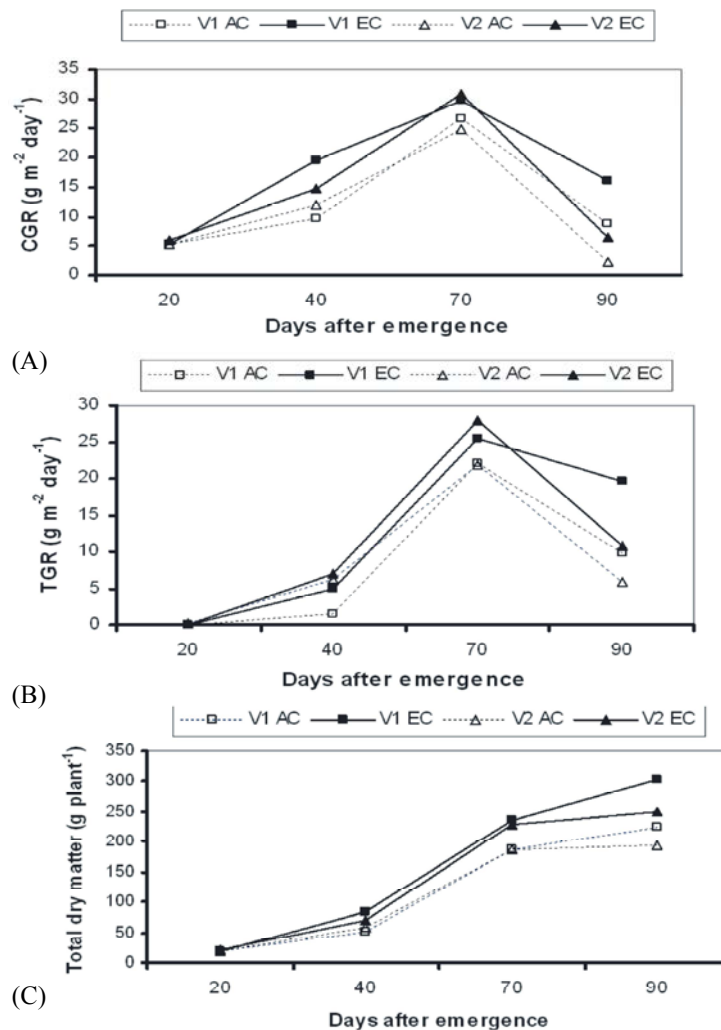 V1 AC V1 EC V2 AC V2 EC
35
30
25
20
15
10
5
0
CGR (g m⁻² day⁻¹)
20 40 70 90
Days after emergence
(A)
V1 AC V1 EC V2 AC V2 EC
30
25
20
15
10
5
0
TGR (g m⁻² day⁻¹)
20 40 70 90
Days after emergence
(B)
V1 AC V1 EC V2 AC V2 EC
350
300
250
200
150
100
50
0
Total dry matter (g plant⁻¹)
20 40 70 90
Days after emergence
(C)